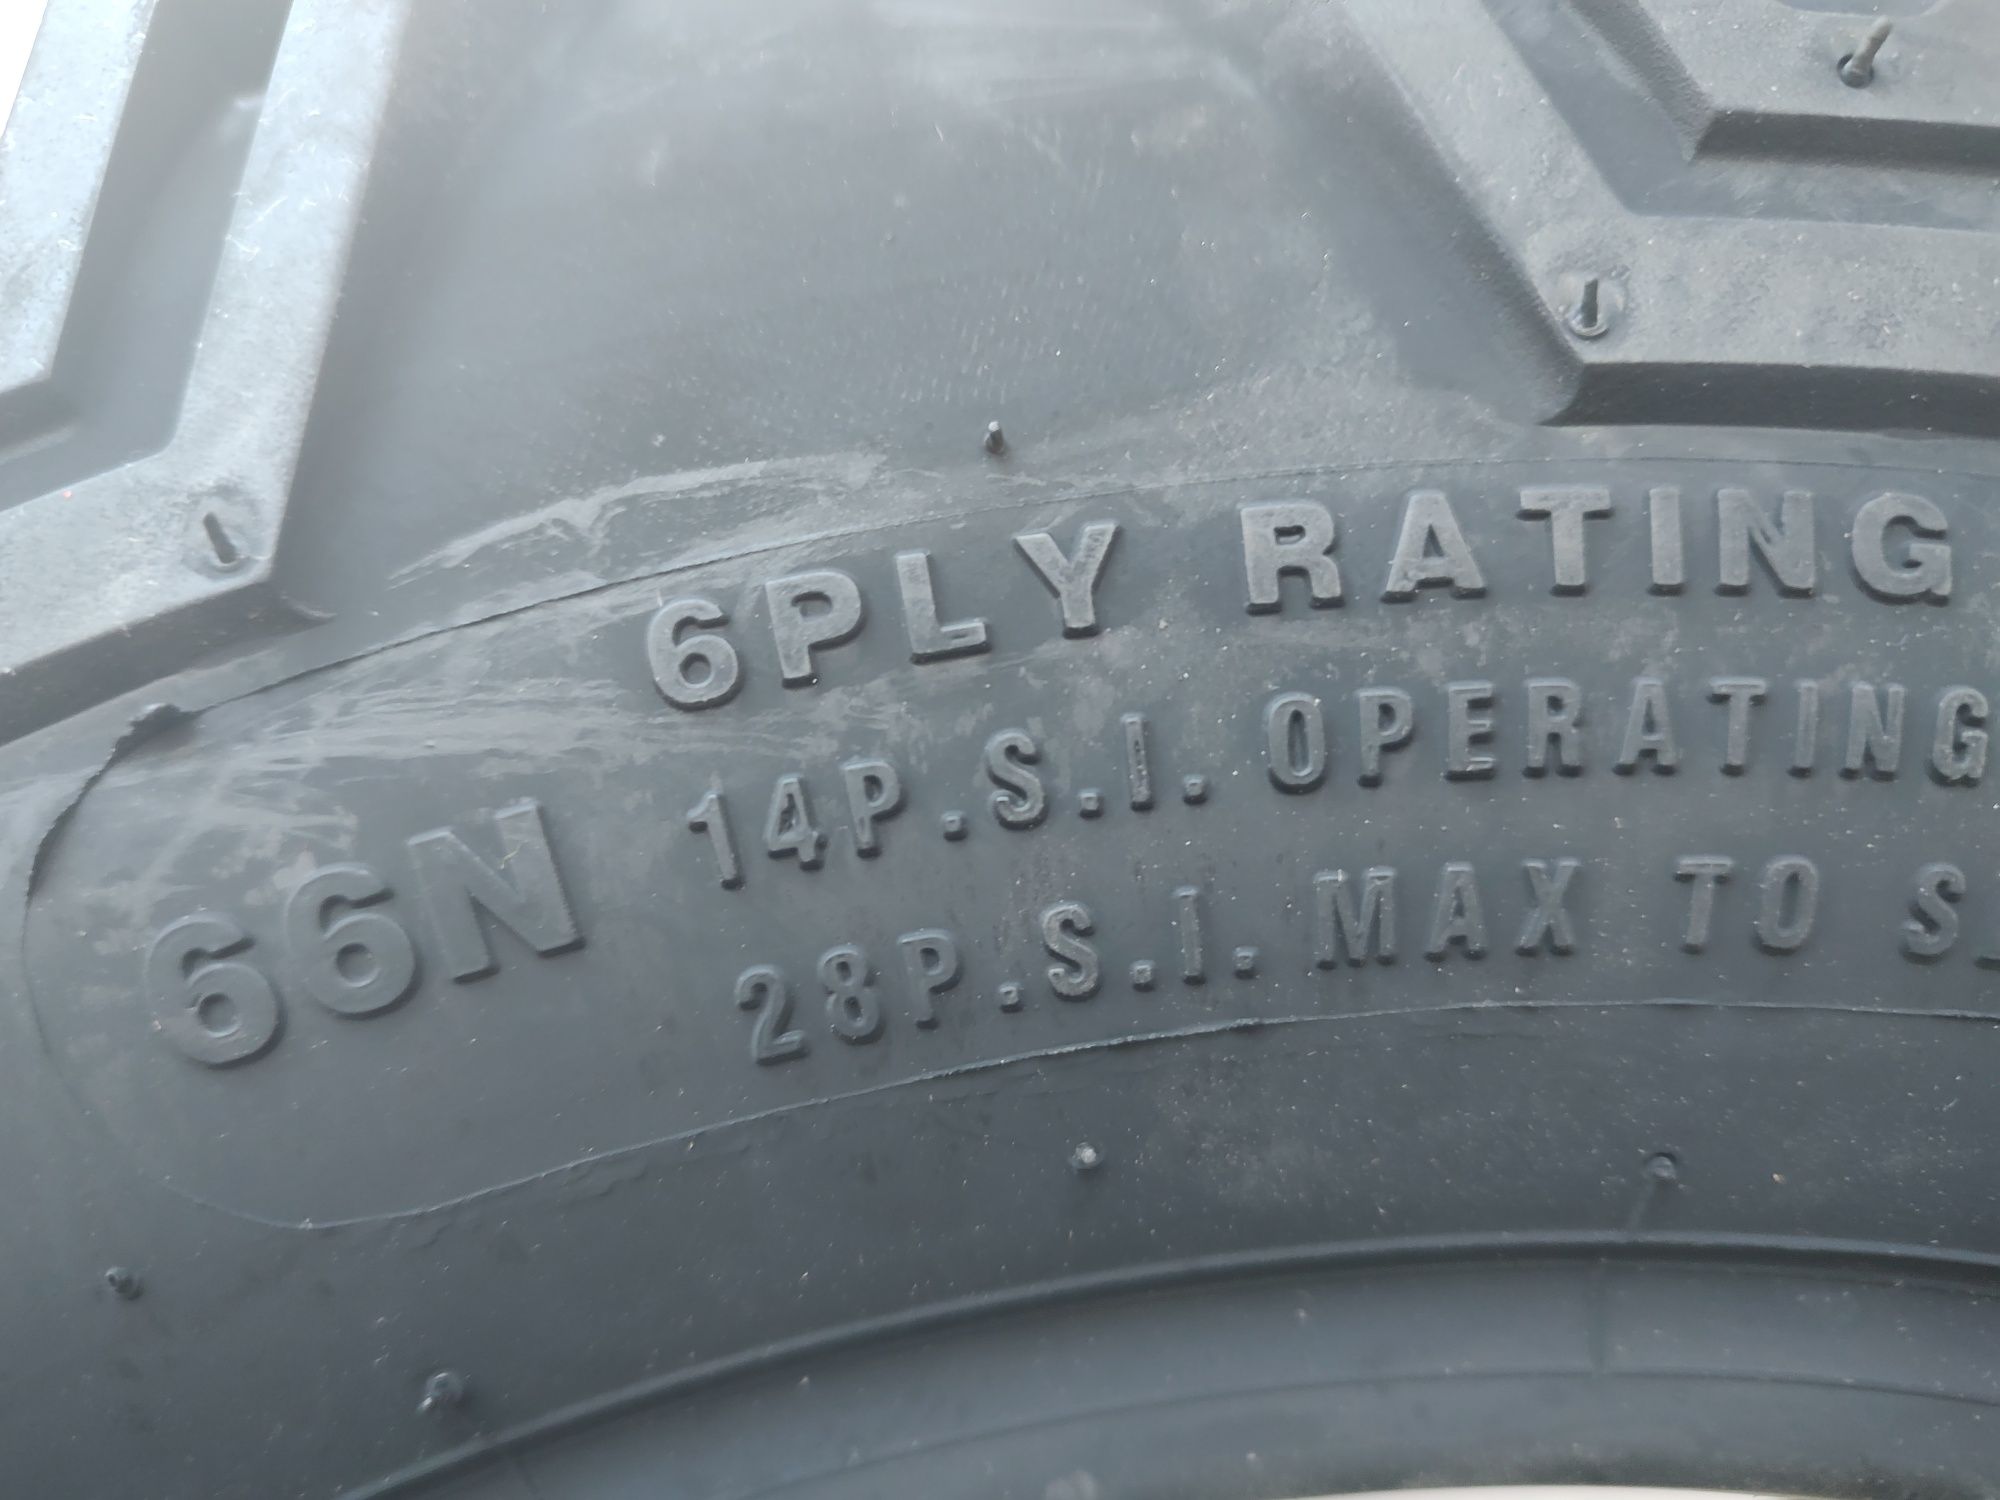 6PLY RATING
66N
14P.S.I. OPERATING
28P.S.I. MAX TO S